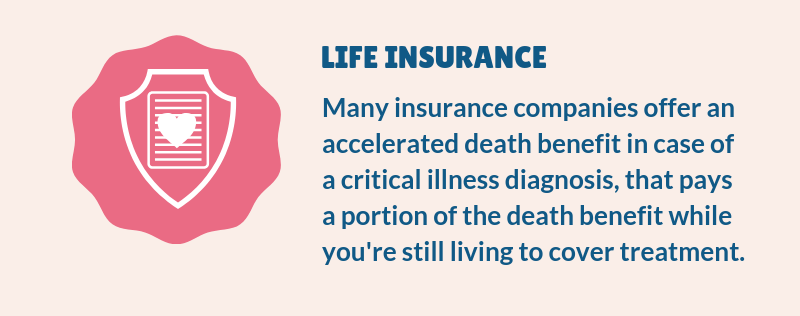 LIFE INSURANCE
Many insurance companies offer an
accelerated death benefit in case of
a critical illness diagnosis, that pays
a portion of the death benefit while
you're still living to cover treatment.